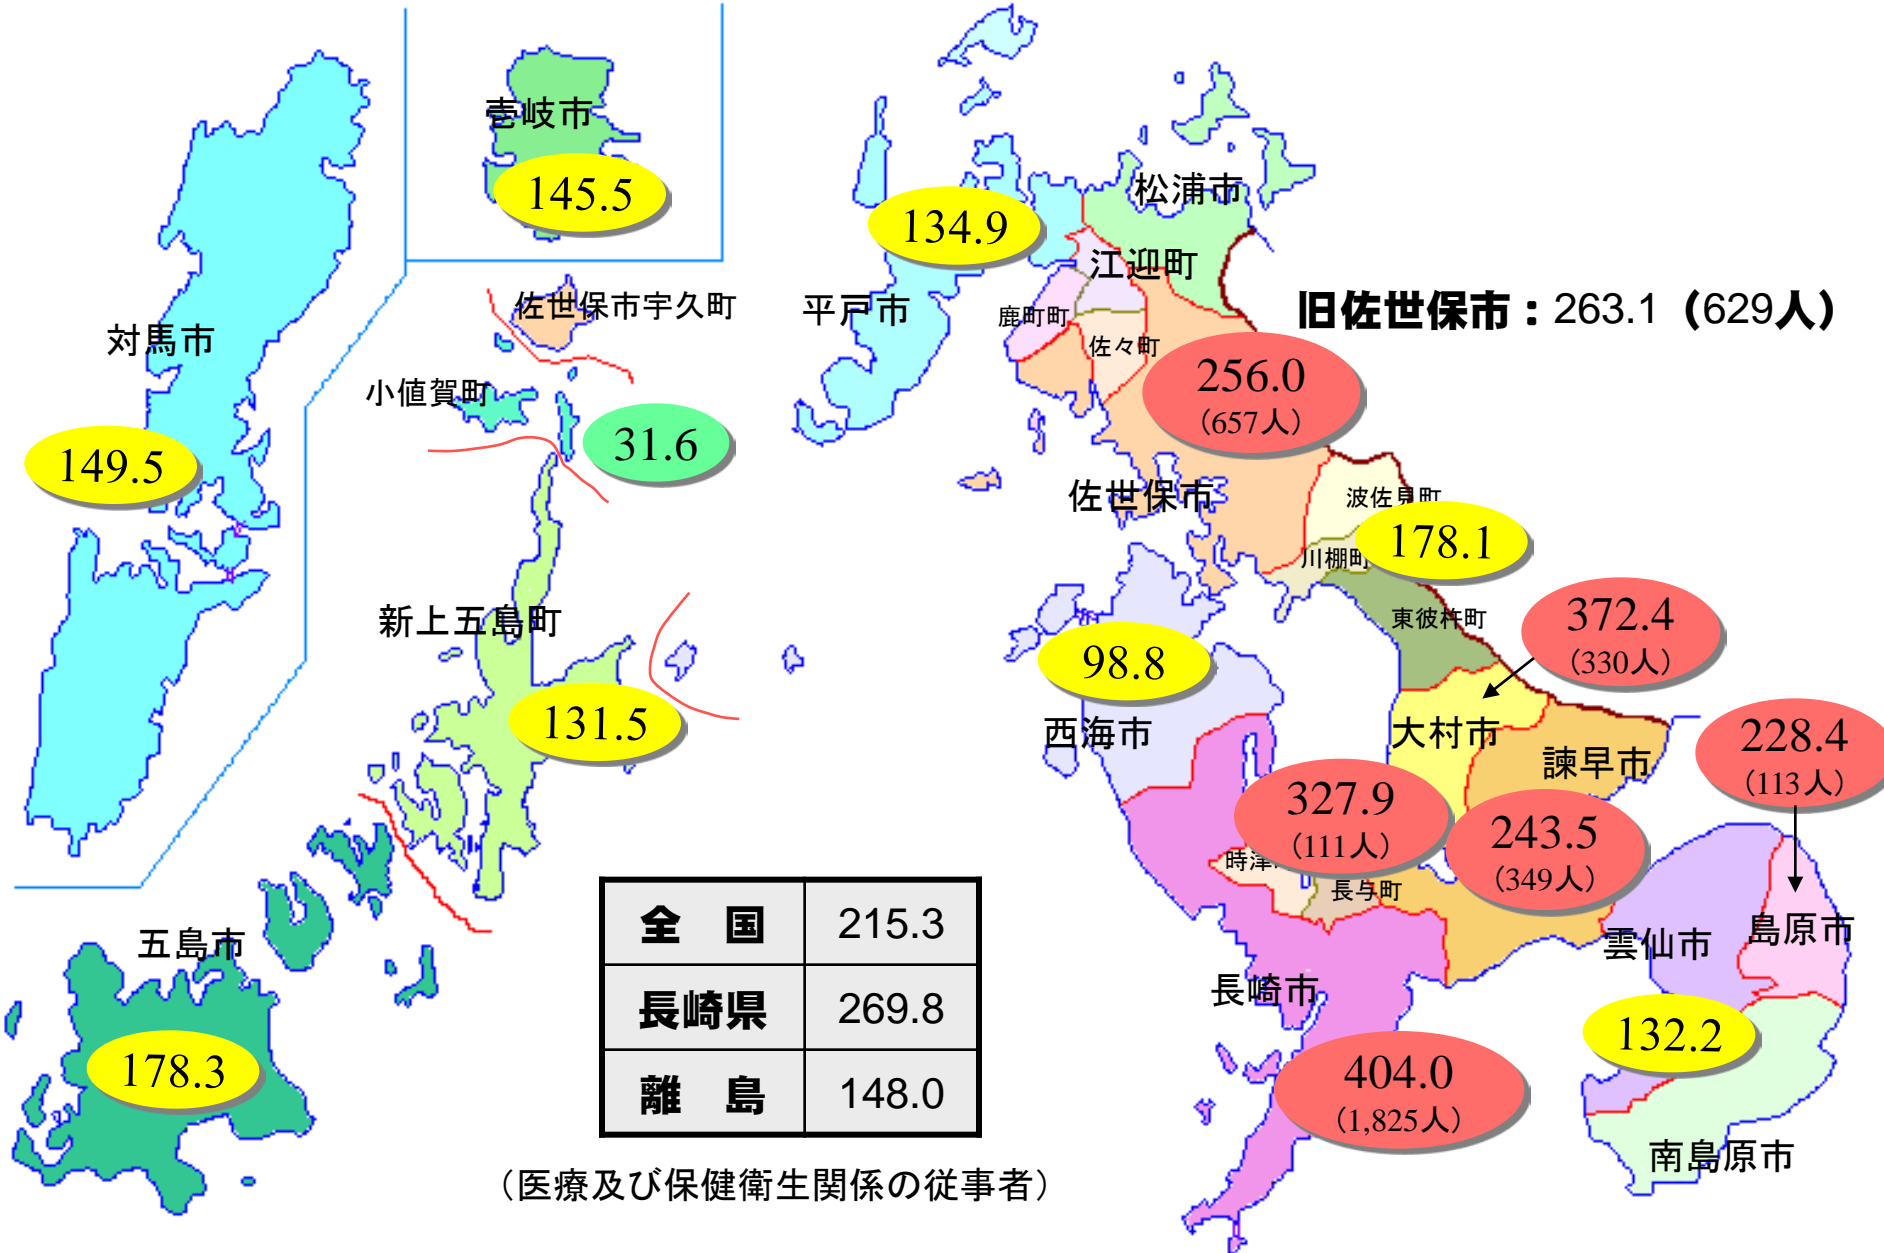 壱岐市
145.5
対馬市
149.5
佐世保市宇久町
小値賀町
31.6
新上五島町
131.5
五島市
178.3
134.9
平戸市
松浦市
江迎町
鹿町町
佐々町
旧佐世保市：263.1（629人）
256.0
（657人）
佐世保市
波佐見町
178.1
川棚町
東彼杵町
372.4
（330人）
98.8
西海市
大村市
諫早市
228.4
（113人）
327.9
（111人）
243.5
（349人）
時津
長与町
雲仙市
島原市
長崎市
132.2
404.0
（1,825人）
南島原市
全　国 215.3
長崎県 269.8
離　島 148.0
（医療及び保健衛生関係の従事者）